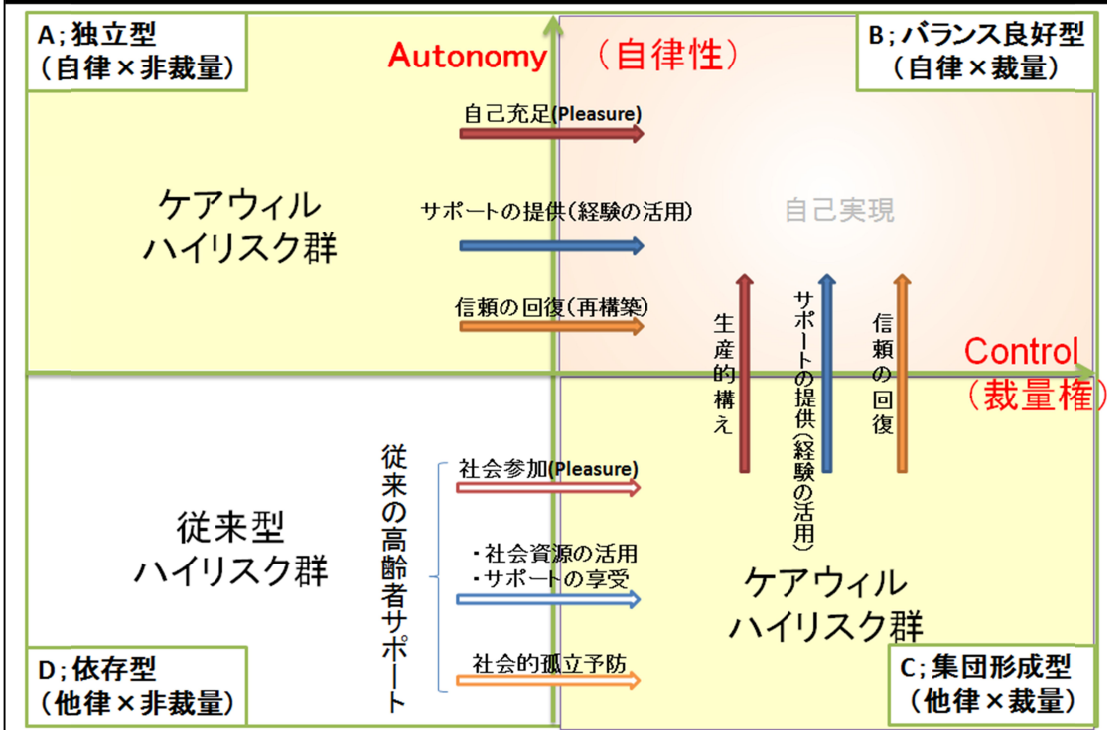 A;独立型
(自律×非裁量)
Autonomy (自律性)
B;バランス良好型
(自律×裁量)
自己充足(Pleasure)
ケアウィル
ハイリスク群
サポートの提供(経験の活用)
自己実現
信頼の回復(再構築)
生産的構え
サポートの提供(経験の活用)
信頼の回復
Control
(裁量権)
従来型
ハイリスク群
従来の高齢者サポート
社会参加(Pleasure)
・社会資源の活用
・サポートの享受
社会的孤立予防
ケアウィル
ハイリスク群
D;依存型
(他律×非裁量)
C;集団形成型
(他律×裁量)